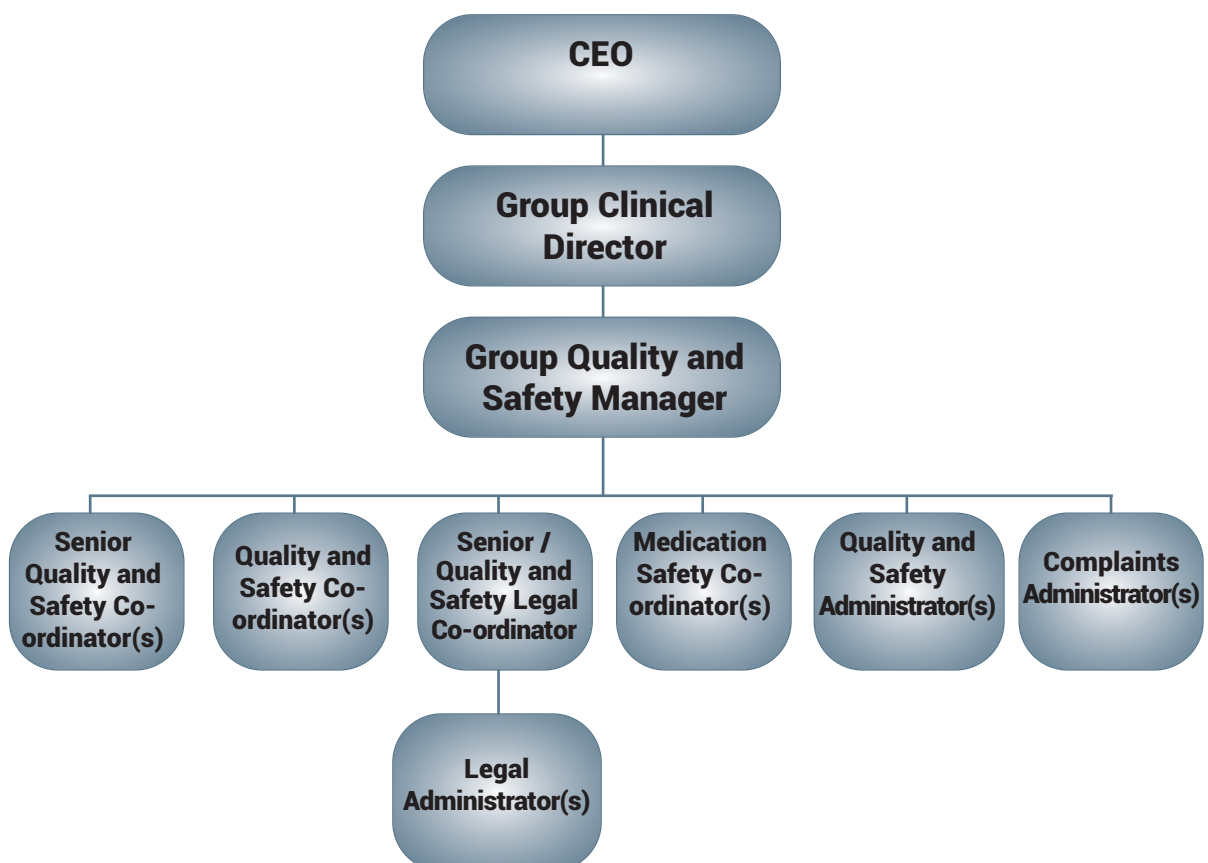 CEO
Group Clinical
Director
Group Quality and
Safety Manager
Senior
Quality and
Safety Co-
ordinator(s)
Quality and
Safety Co-
ordinator(s)
Senior /
Quality and
Safety Legal
Co-ordinator
Medication
Safety Co-
ordinator(s)
Quality and
Safety
Administrator(s)
Complaints
Administrator(s)
Legal
Administrator(s)